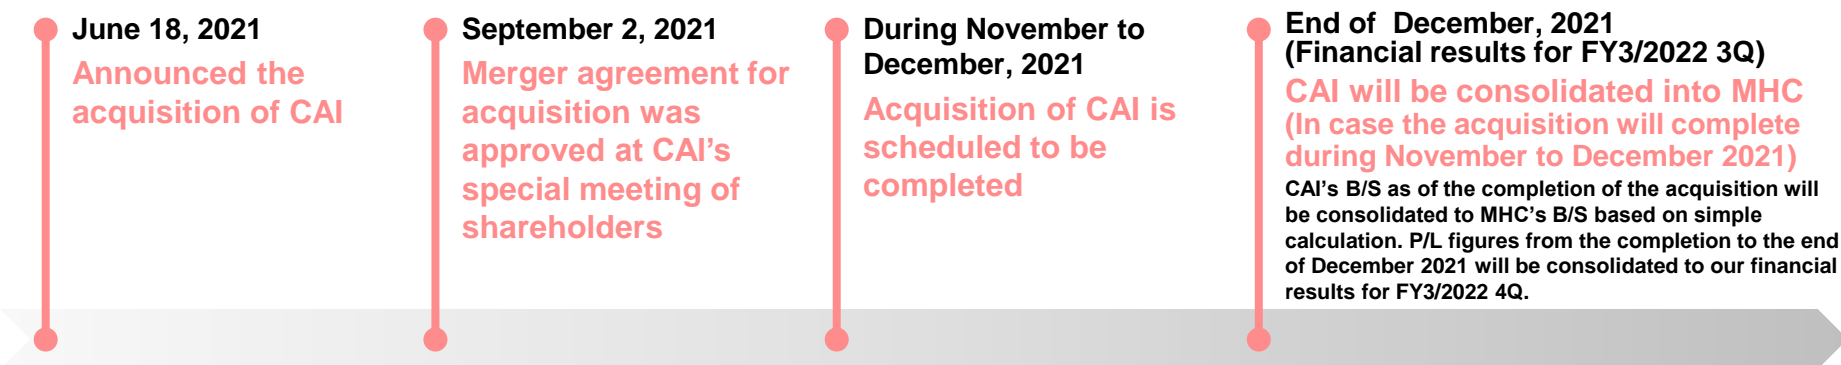 June 18, 2021
Announced the
acquisition of CAI
September 2, 2021
Merger agreement for
acquisition was
approved at CAI’s
special meeting of
shareholders
During November to
December, 2021
Acquisition of CAI is
scheduled to be
completed
End of December, 2021
(Financial results for FY3/2022 3Q)
CAI will be consolidated into MHC
(In case the acquisition will complete
during November to December 2021)
CAI’s B/S as of the completion of the acquisition will
be consolidated to MHC’s B/S based on simple
calculation. P/L figures from the completion to the end
of December 2021 will be consolidated to our financial
results for FY3/2022 4Q.